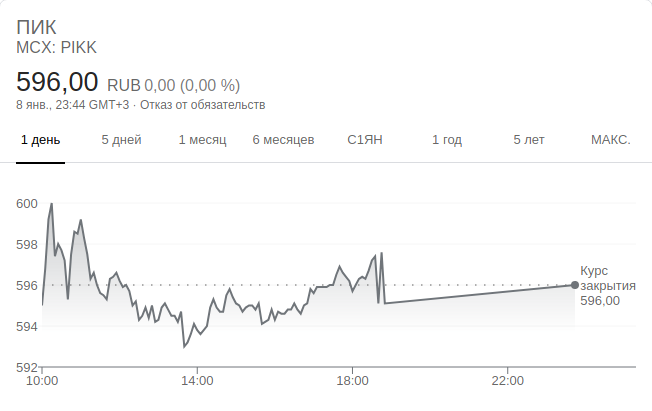 ПИК
MCX: PIKK
596,00 RUB 0,00 (0,00 %)
8 янв., 23:44 GMT+3 · Отказ от обязательств
1 день 5 дней 1 месяц 6 месяцев С1ЯН 1 год 5 лет МАКС.
600
598
596
594
592
Курс
закрытия
596,00
10:00 14:00 18:00 22:00